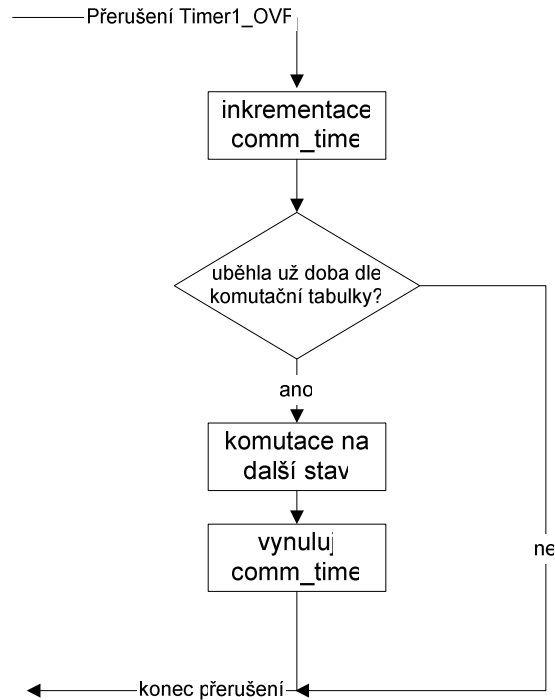 Přerušení Timer1_OVF
inkrementace
comm_time
uběhla už doba dle
komutační tabulky?
ano
komutace na
další stav
vynuluj
comm_time
ne
konec přerušení